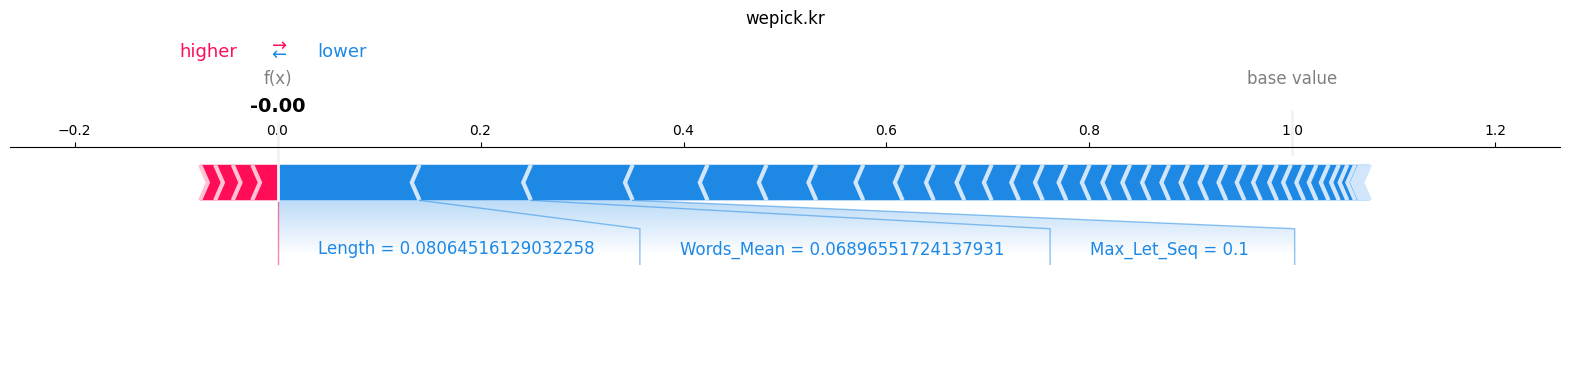 wepick.kr
higher → ← lower
f(x)
base value
-0.00
−0.2 0.0 0.2 0.4 0.6 0.8 1.0 1.2
Length = 0.08064516129032258 Words_Mean = 0.06896551724137931 Max_Let_Seq = 0.1